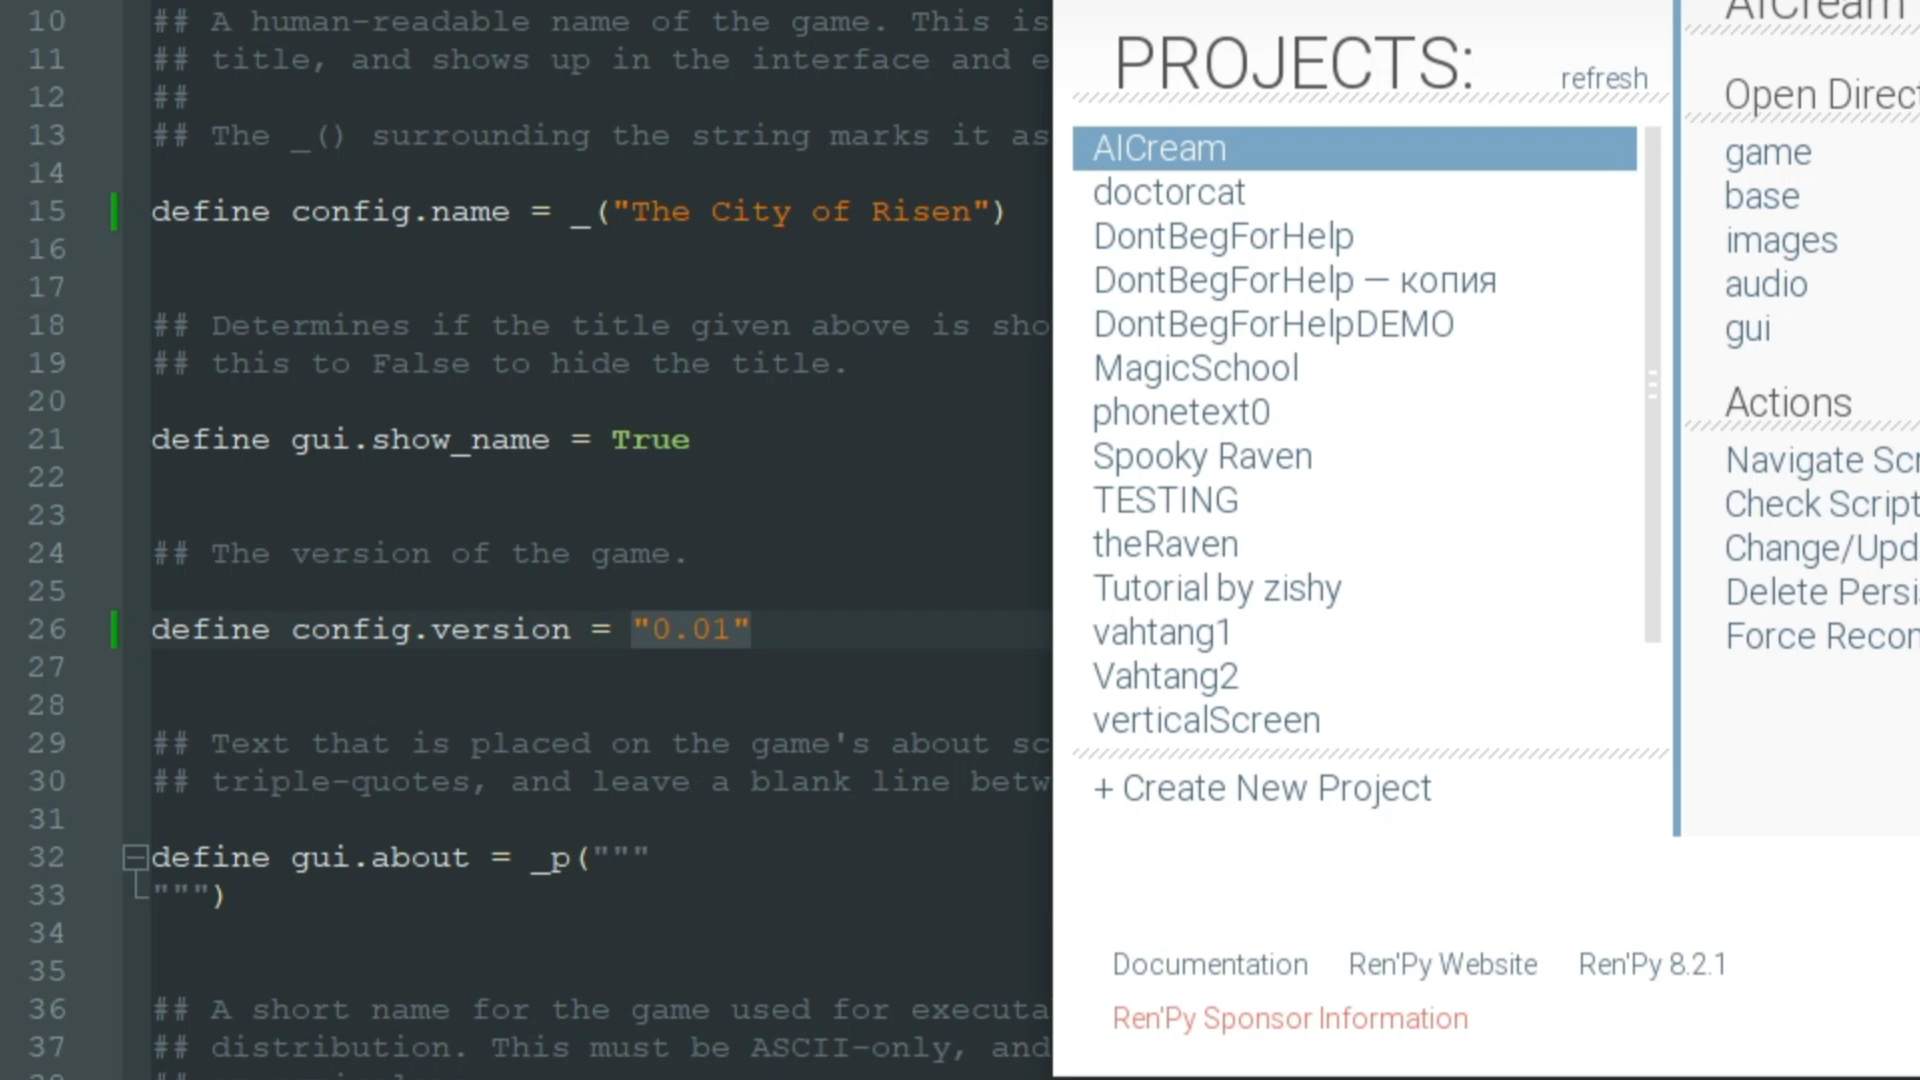 10 ## A human-readable name of the game. This is
11 ## title, and shows up in the interface and e
12 ##
13 ## The _() surrounding the string marks it as
14
15 define config.name = _("The City of Risen")
16
17
18 ## Determines if the title given above is sho
19 ## this to False to hide the title.
20
21 define gui.show_name = True
22
23
24 ## The version of the game.
25
26 define config.version = "0.01"
27
28
29 ## Text that is placed on the game's about sc
30 ## triple-quotes, and leave a blank line betw
31
32 define gui.about = _p("""
33 """)
34
35
36 ## A short name for the game used for executa
37 ## distribution. This must be ASCII-only, and
PROJECTS:
refresh
AICream
doctorcat
DontBegForHelp
DontBegForHelp — копия
DontBegForHelpDEMO
MagicSchool
phonetext0
Spooky Raven
TESTING
theRaven
Tutorial by zishy
vahtang1
Vahtang2
verticalScreen
+ Create New Project
Documentation Ren'Py Website Ren'Py 8.2.1
Ren'Py Sponsor Information
AICream
Open Direct
game
base
images
audio
gui
Actions
Navigate Scr
Check Script
Change/Upd
Delete Persi
Force Recon